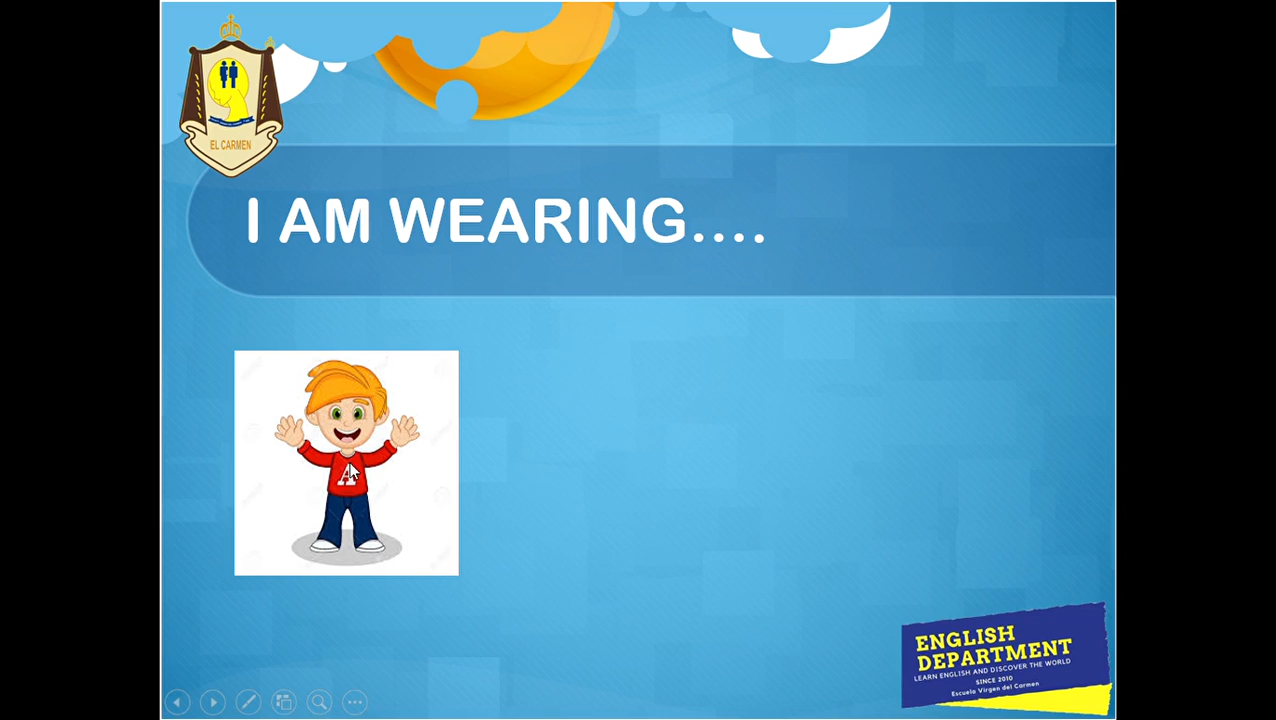 EL CARMEN
I AM WEARING....
A
ENGLISH
DEPARTMENT
LEARN ENGLISH AND DISCOVER THE WORLD
SINCE 2010
Escuela Virgen del Carmen